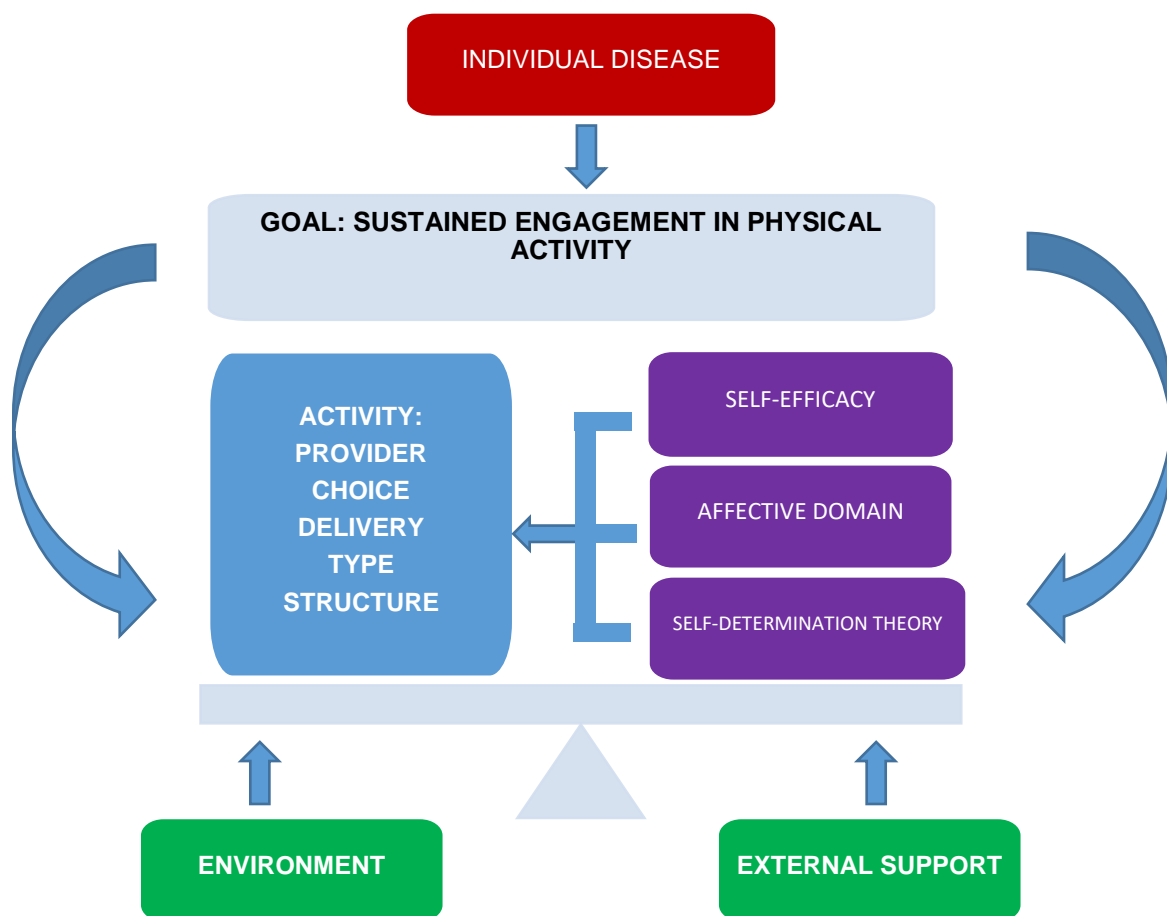 INDIVIDUAL DISEASE
GOAL: SUSTAINED ENGAGEMENT IN PHYSICAL
ACTIVITY
ACTIVITY:
PROVIDER
CHOICE
DELIVERY
TYPE
STRUCTURE
SELF-EFFICACY
AFFECTIVE DOMAIN
SELF-DETERMINATION THEORY
ENVIRONMENT
EXTERNAL SUPPORT